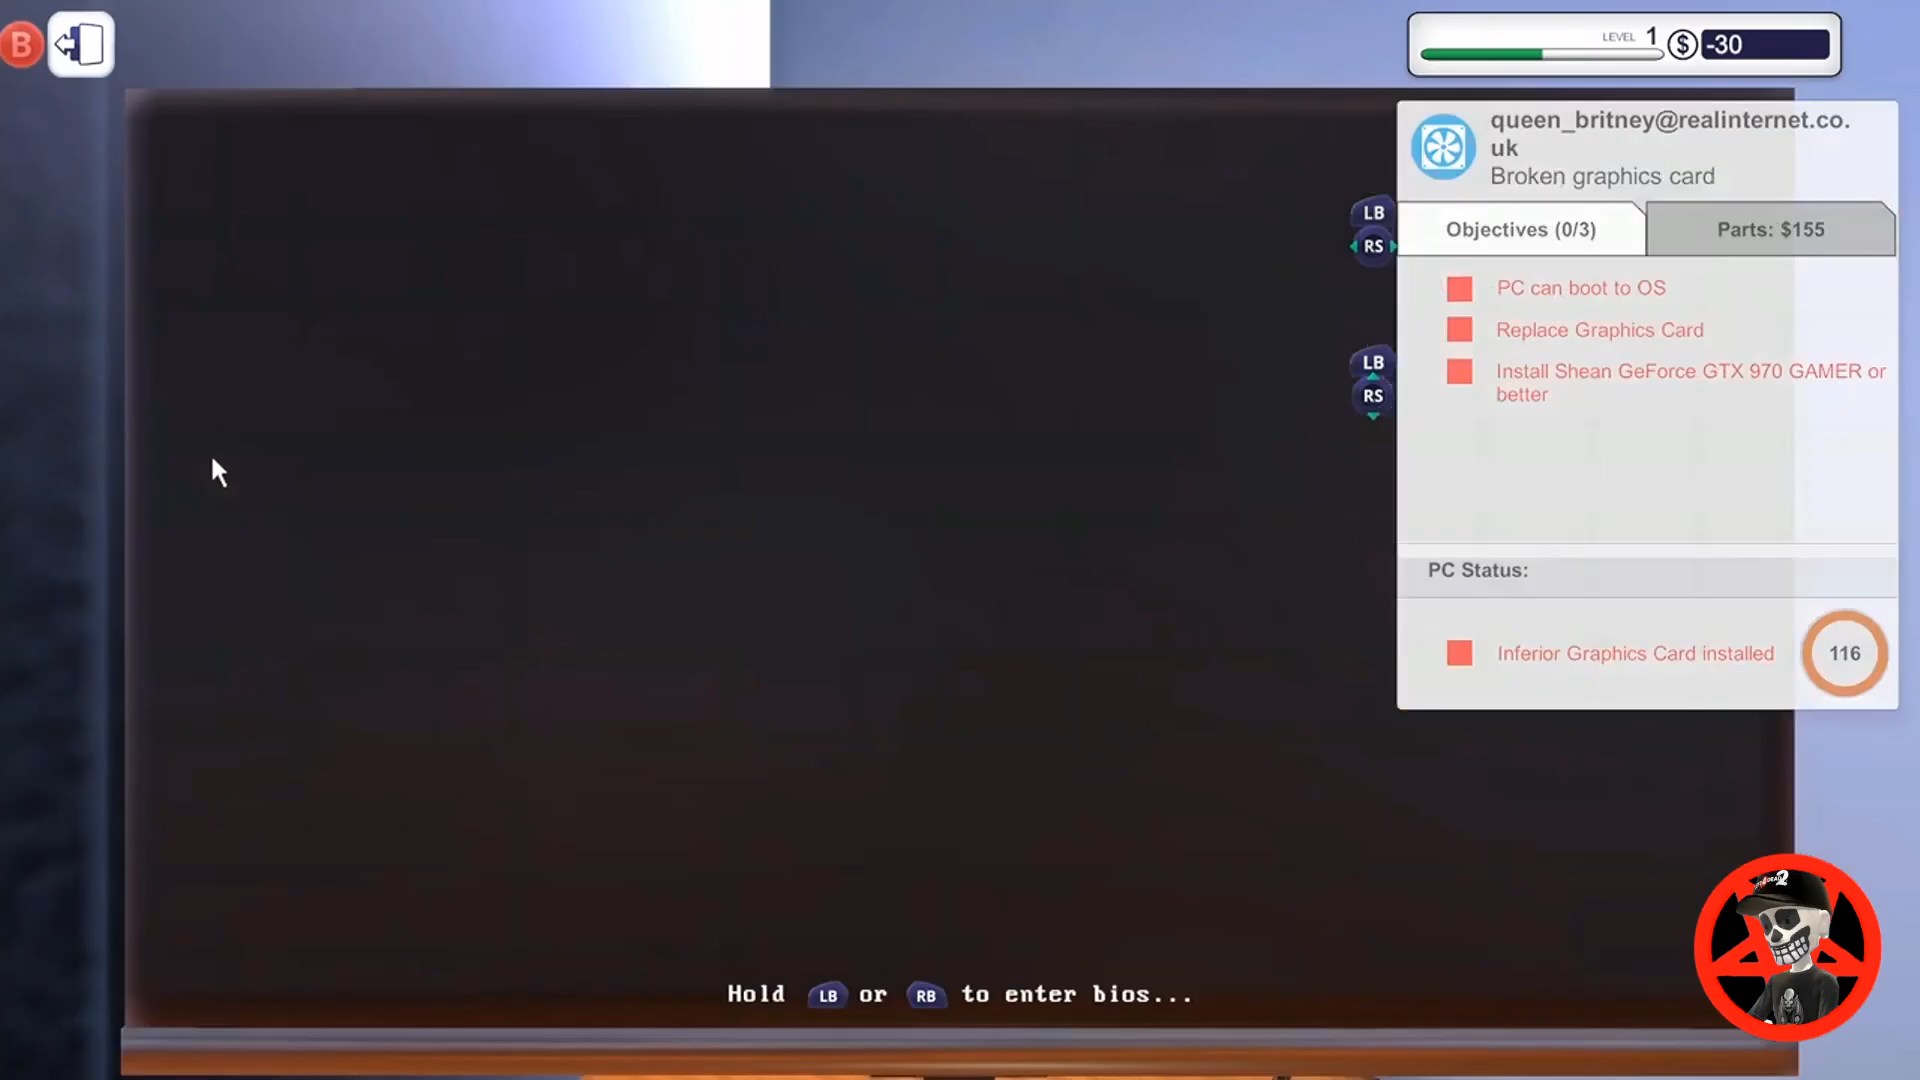 B
LEVEL 1 $ -30
queen_britney@realinternet.co.
uk
Broken graphics card
LB
RS
Objectives (0/3)
Parts: $155
PC can boot to OS
Replace Graphics Card
LB
RS
Install Shean GeForce GTX 970 GAMER or
better
PC Status:
Inferior Graphics Card installed
116
Hold LB or RB to enter bios...